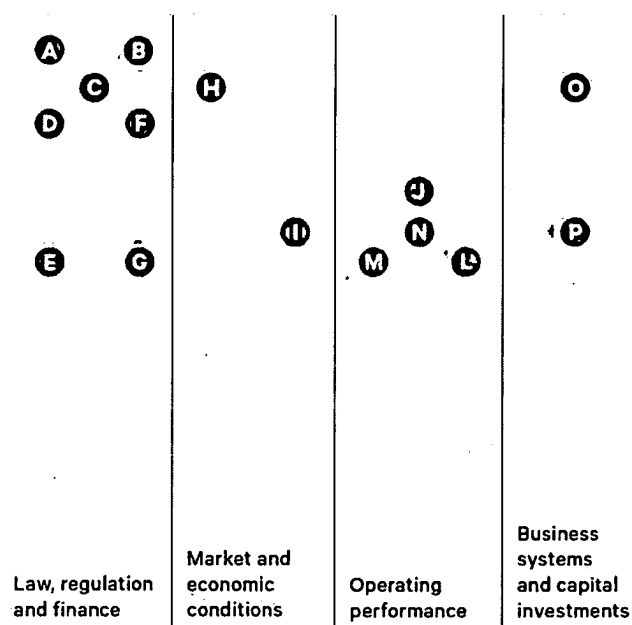 A B
C H O
D F
J
I N P
E G M L
Law, regulation
and finance
Market and
economic
conditions
Operating
performance
Business
systems
and capital
investments